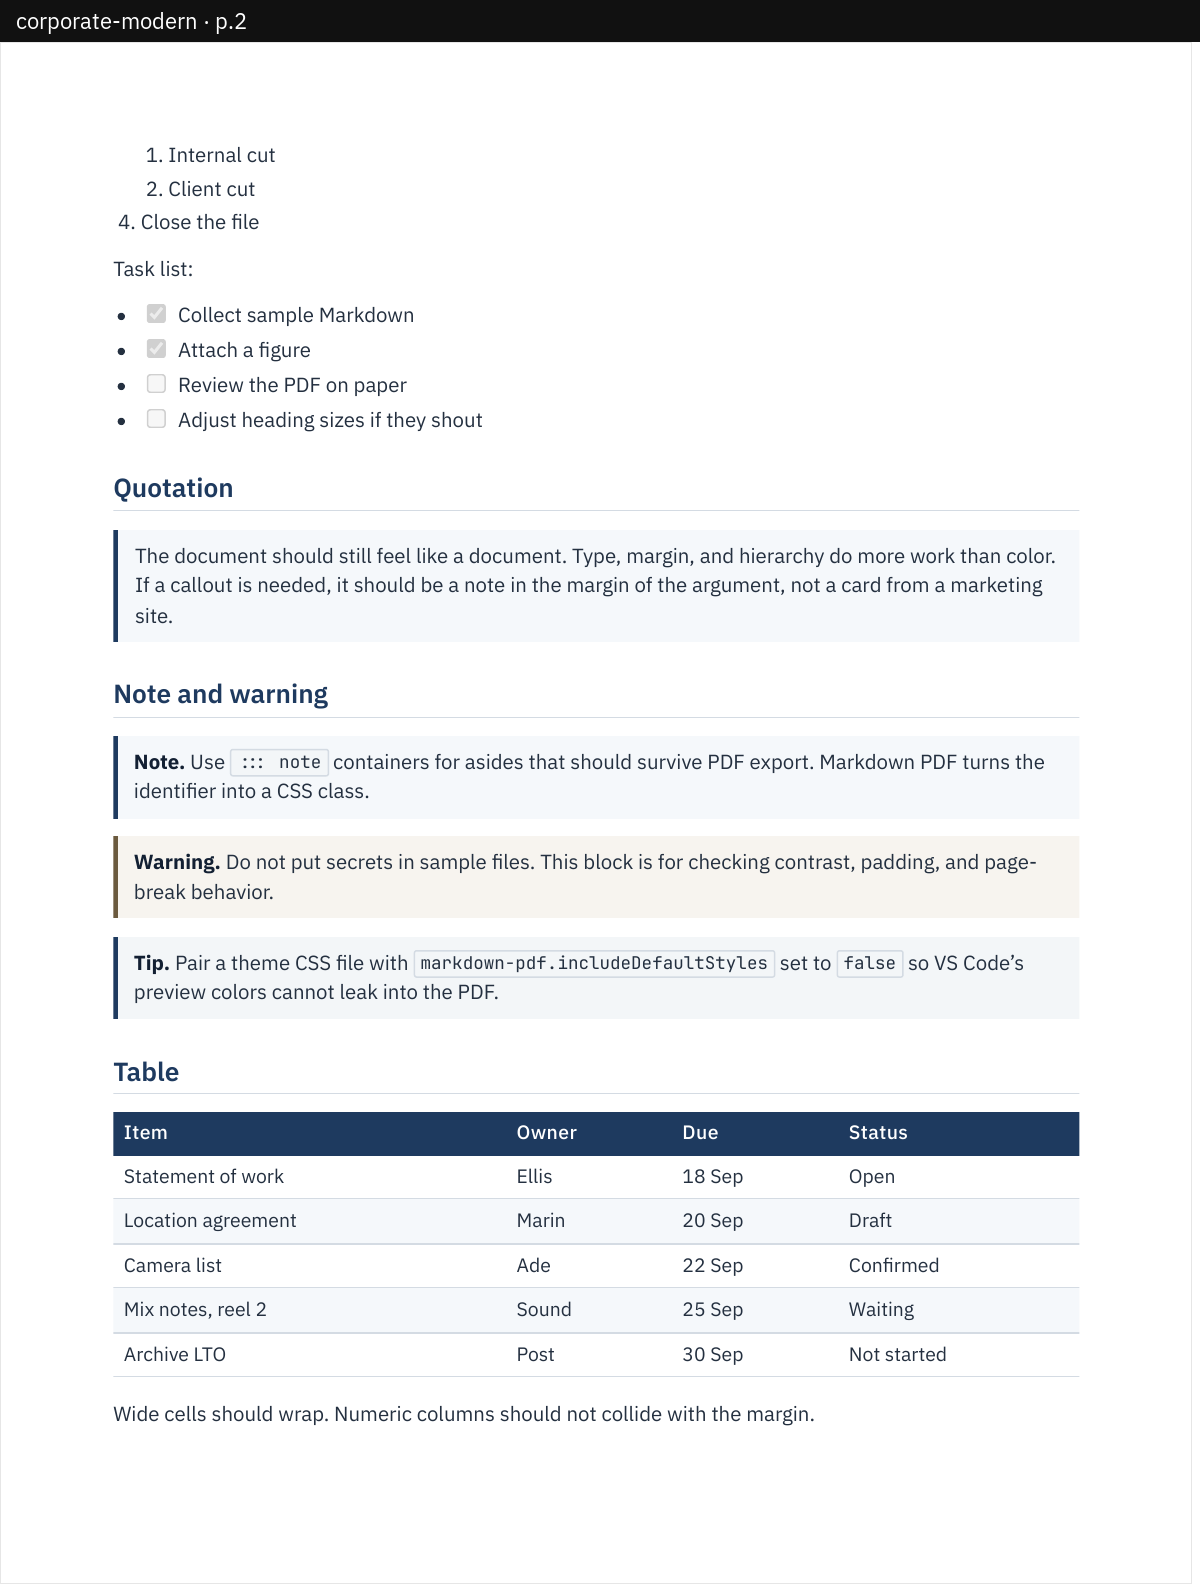 corporate-modern · p.2
1. Internal cut
2. Client cut
4. Close the file
Task list:
Collect sample Markdown
Attach a figure
Review the PDF on paper
Adjust heading sizes if they shout
Quotation
The document should still feel like a document. Type, margin, and hierarchy do more work than color.
If a callout is needed, it should be a note in the margin of the argument, not a card from a marketing
site.
Note and warning
Note. Use ::: note containers for asides that should survive PDF export. Markdown PDF turns the
identifier into a CSS class.
Warning. Do not put secrets in sample files. This block is for checking contrast, padding, and page-
break behavior.
Tip. Pair a theme CSS file with markdown-pdf.includeDefaultStyles set to false so VS Code’s
preview colors cannot leak into the PDF.
Table
Item Owner Due Status
Statement of work Ellis 18 Sep Open
Location agreement Marin 20 Sep Draft
Camera list Ade 22 Sep Confirmed
Mix notes, reel 2 Sound 25 Sep Waiting
Archive LTO Post 30 Sep Not started
Wide cells should wrap. Numeric columns should not collide with the margin.